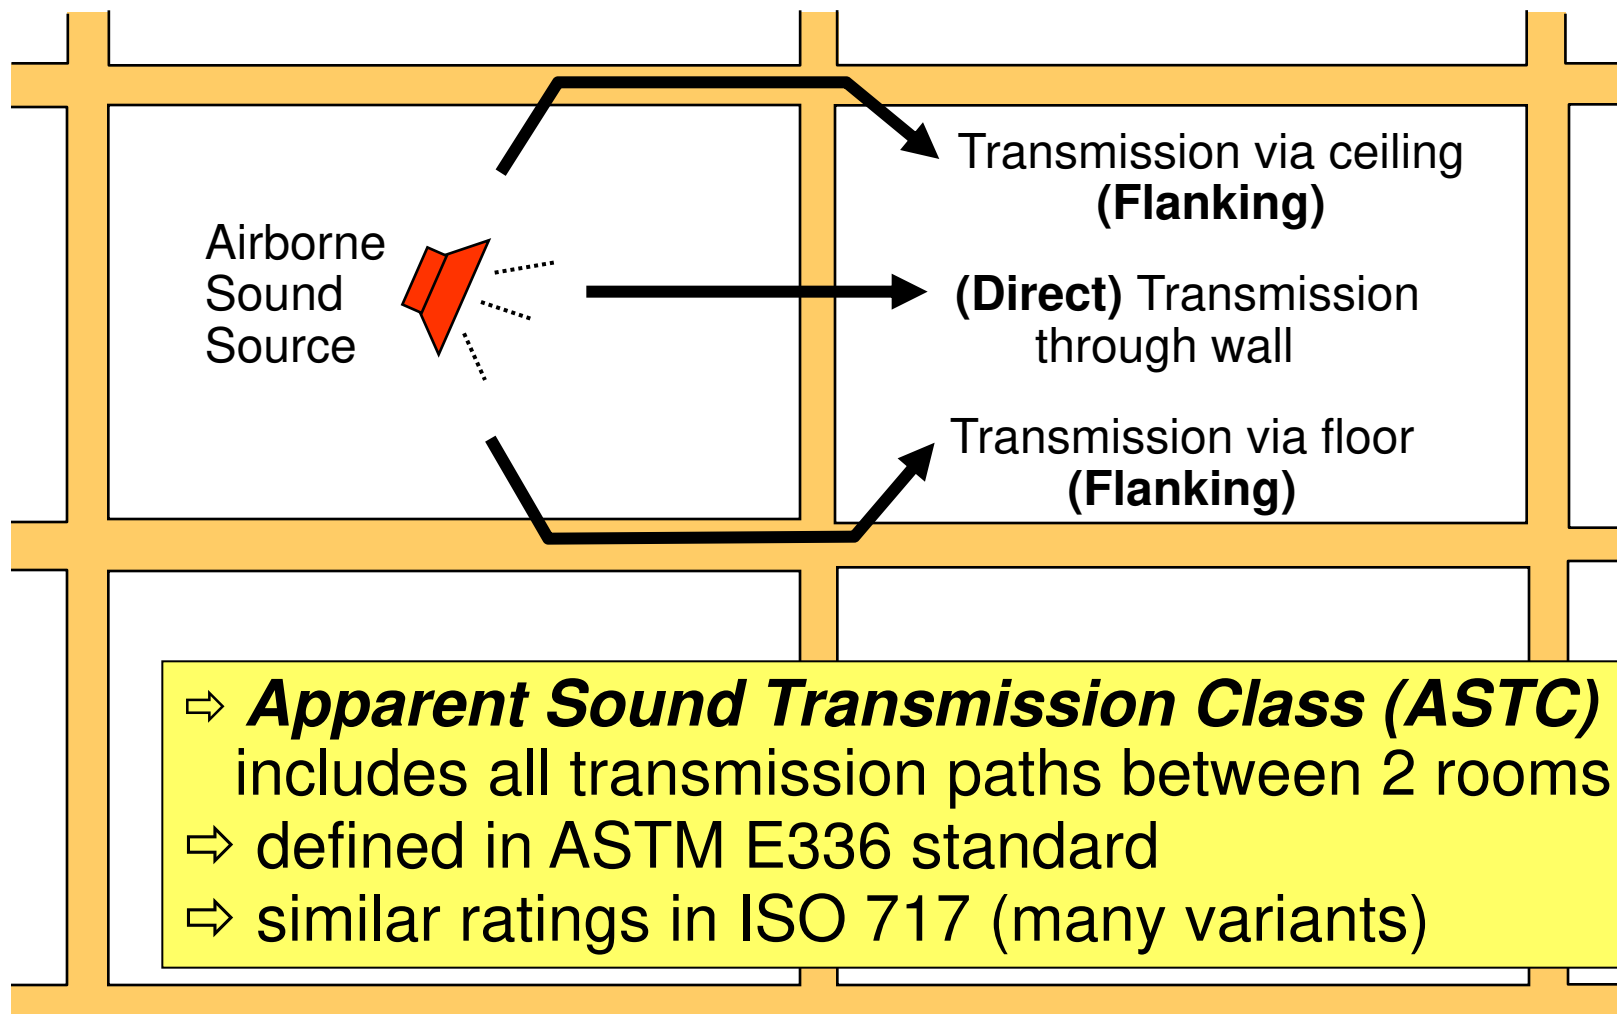 Airborne
Sound
Source
Transmission via ceiling
(Flanking)
(Direct) Transmission
through wall
Transmission via floor
(Flanking)
⇨ Apparent Sound Transmission Class (ASTC)
includes all transmission paths between 2 rooms
⇨ defined in ASTM E336 standard
⇨ similar ratings in ISO 717 (many variants)